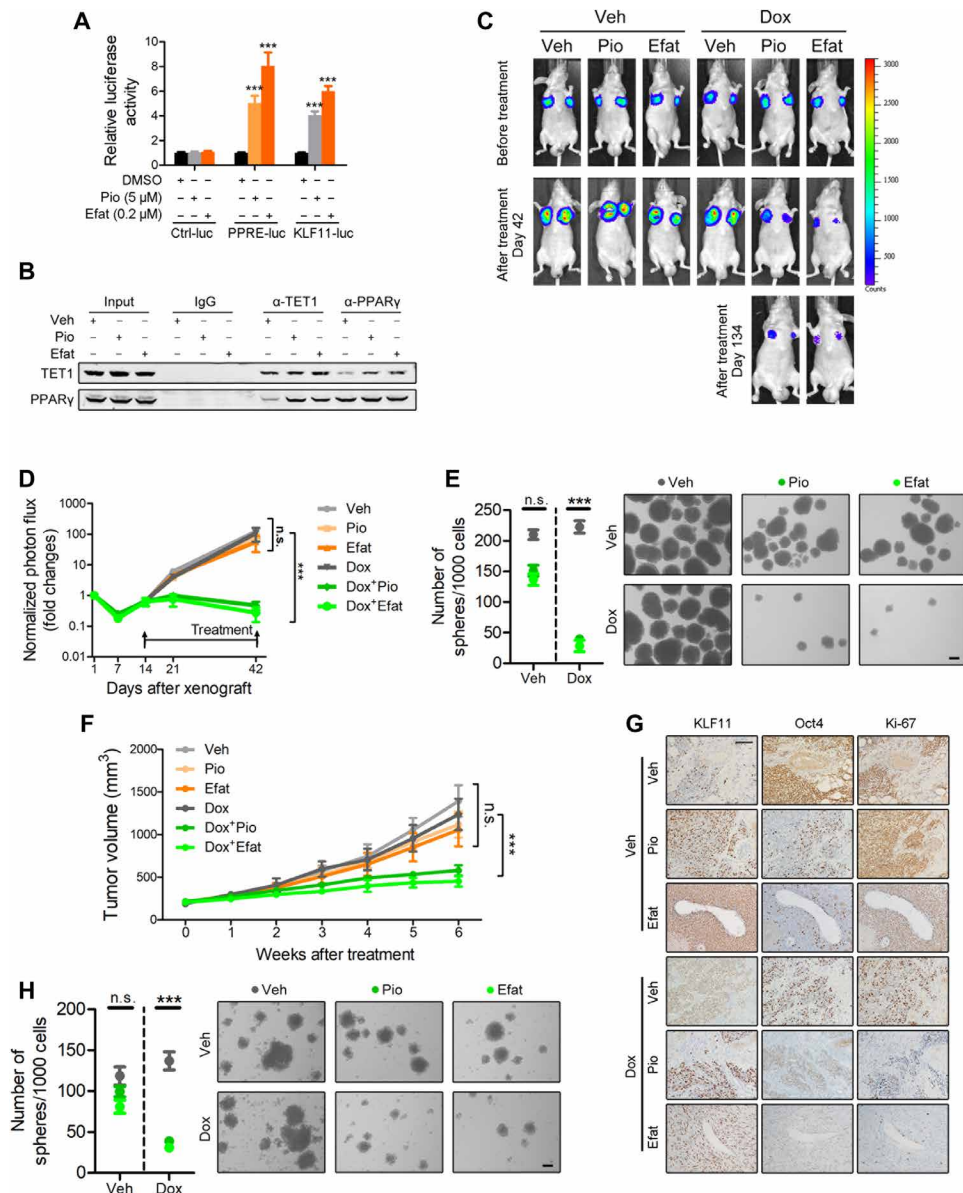 A
Relative luciferase
activity
10
8
6
4
2
0
***
***
***
***
DMSO + – – + – – + – –
Pio (5 μM) – + – – + – – + –
Efat (0.2 μM) – – + – – + – – +
Ctrl-luc PPRE-luc KLF11-luc
B
Input IgG α-TET1 α-PPARγ
Veh + – – + – – + – – + – –
Pio – + – – + – – + – – + –
Efat – – + – – + – – + – – +
TET1
PPARγ
C
Veh Dox
Veh Pio Efat Veh Pio Efat
Before treatment
After treatment
Day 42
After treatment
Day 134
3000
2500
2000
1500
1000
500
Counts
D
Normalized photon flux
(fold changes)
1000
100
10
1
0.1
0.01
Treatment
1 7 14 21 42
Days after xenograft
n.s.
***
Veh
Pio
Efat
Dox
Dox+Pio
Dox+Efat
E
Number of
spheres/1000 cells
250
200
150
100
50
0
n.s. ***
Veh Dox
Veh Pio Efat
Veh
Dox
F
Tumor volume (mm3)
2000
1500
1000
500
0
Veh
Pio
Efat
Dox
Dox+Pio
Dox+Efat
n.s.
***
0 1 2 3 4 5 6
Weeks after treatment
G
KLF11 Oct4 Ki-67
Veh
Veh
Pio
Efat
Dox
Veh
Pio
Efat
H
Number of
spheres/1000 cells
200
150
100
50
0
n.s. ***
Veh Dox
Veh Pio Efat
Veh
Dox